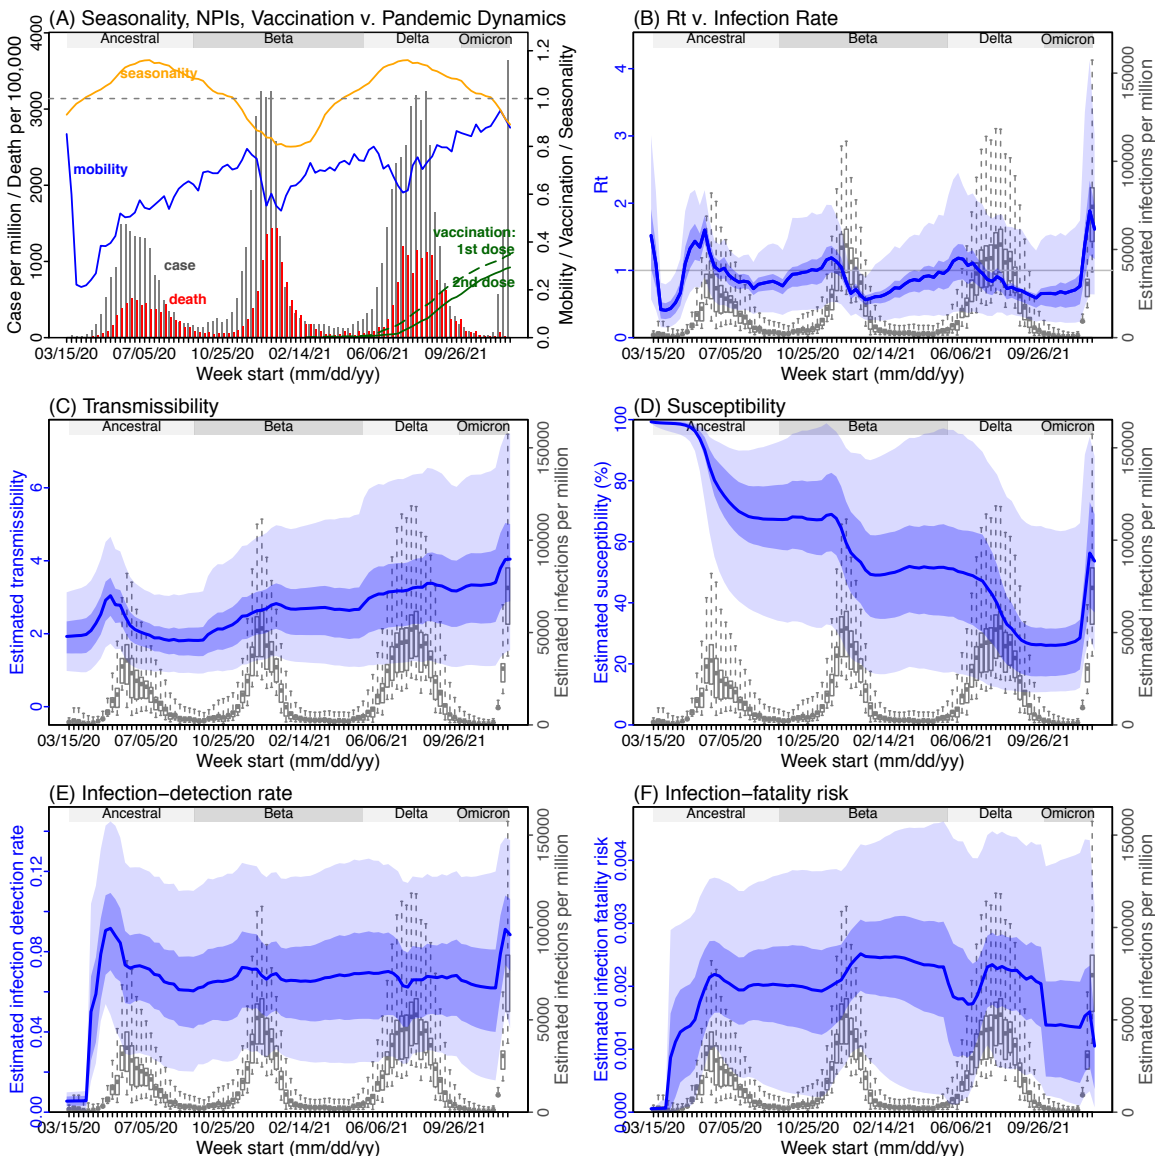 (A) Seasonality, NPIs, Vaccination v. Pandemic Dynamics
Ancestral
Beta
Delta
Omicron
Case per million / Death per 100,000
0
1000
2000
3000
4000
seasonality
mobility
case
death
vaccination:
1st dose
2nd dose
0.0
0.2
0.4
0.6
0.8
1.0
1.2
Mobility / Vaccination / Seasonality
03/15/20
07/05/20
10/25/20
02/14/21
06/06/21
09/26/21
Week start (mm/dd/yy)
(B) Rt v. Infection Rate
Ancestral
Beta
Delta
Omicron
Rt
0
1
2
3
4
0
50000
100000
150000
Estimated infections per million
03/15/20
07/05/20
10/25/20
02/14/21
06/06/21
09/26/21
Week start (mm/dd/yy)
(C) Transmissibility
Ancestral
Beta
Delta
Omicron
Estimated transmissibility
0
2
4
6
0
50000
100000
150000
Estimated infections per million
03/15/20
07/05/20
10/25/20
02/14/21
06/06/21
09/26/21
Week start (mm/dd/yy)
(D) Susceptibility
Ancestral
Beta
Delta
Omicron
Estimated susceptibility (%)
0
20
40
60
80
100
0
50000
100000
150000
Estimated infections per million
03/15/20
07/05/20
10/25/20
02/14/21
06/06/21
09/26/21
Week start (mm/dd/yy)
(E) Infection−detection rate
Ancestral
Beta
Delta
Omicron
Estimated infection detection rate
0.00
0.04
0.08
0.12
0
50000
100000
150000
Estimated infections per million
03/15/20
07/05/20
10/25/20
02/14/21
06/06/21
09/26/21
Week start (mm/dd/yy)
(F) Infection−fatality risk
Ancestral
Beta
Delta
Omicron
Estimated infection fatality risk
0.000
0.001
0.002
0.003
0.004
0
50000
100000
150000
Estimated infections per million
03/15/20
07/05/20
10/25/20
02/14/21
06/06/21
09/26/21
Week start (mm/dd/yy)